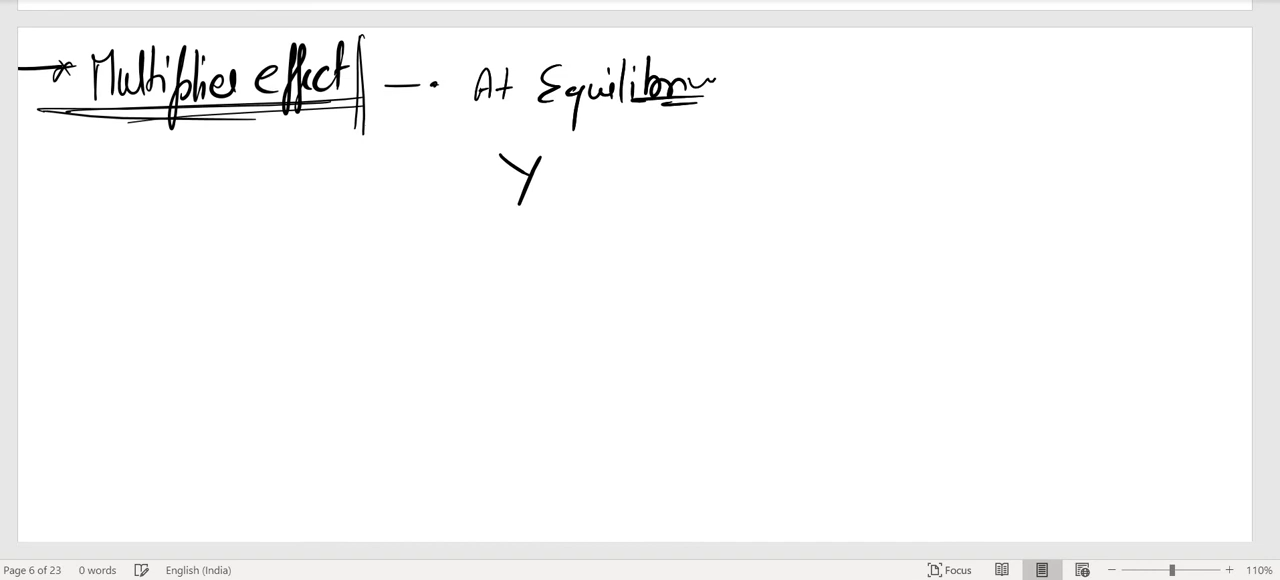 → Multiplier effect — • At Equilibrium
Y
Page 6 of 23 0 words English (India) Focus 110%